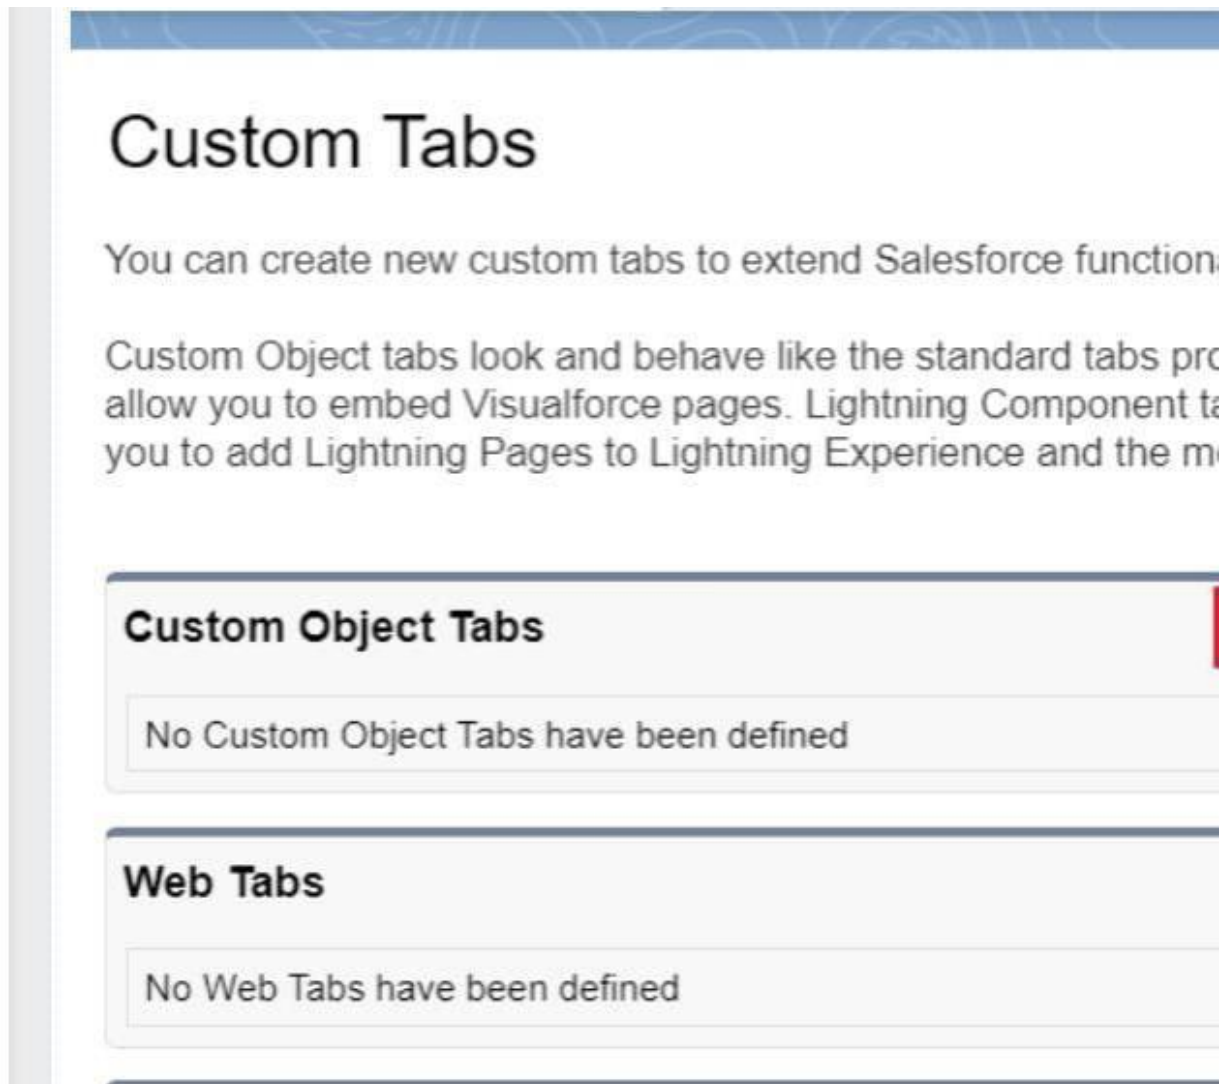 Custom Tabs
You can create new custom tabs to extend Salesforce
Custom Object tabs look and behave like the standard tabs
allow you to embed Visualforce pages. Lightning Component
you to add Lightning Pages to Lightning Experience and the
Custom Object Tabs
No Custom Object Tabs have been defined
Web Tabs
No Web Tabs have been defined